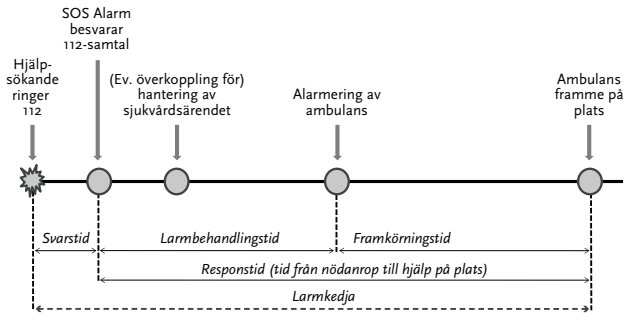 SOS Alarm
besvarar
112-samtal
Hjälp-
sökande
ringer
112
(Ev. överkoppling för)
hantering av
sjukvårdsärendet
Alarmering av
ambulans
Ambulans
framme på
plats
Svarstid
Larmbehandlingstid
Framkörningstid
Responstid (tid från nödanrop till hjälp på plats)
Larmkedja